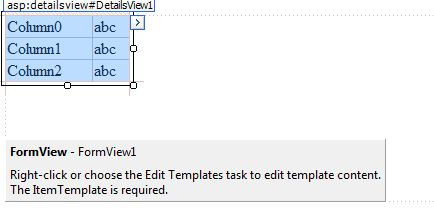 asp:detailsview#DetailsView1
Column0 abc
Column1 abc
Column2 abc
FormView - FormView1
Right-click or choose the Edit Templates task to edit template content.
The ItemTemplate is required.